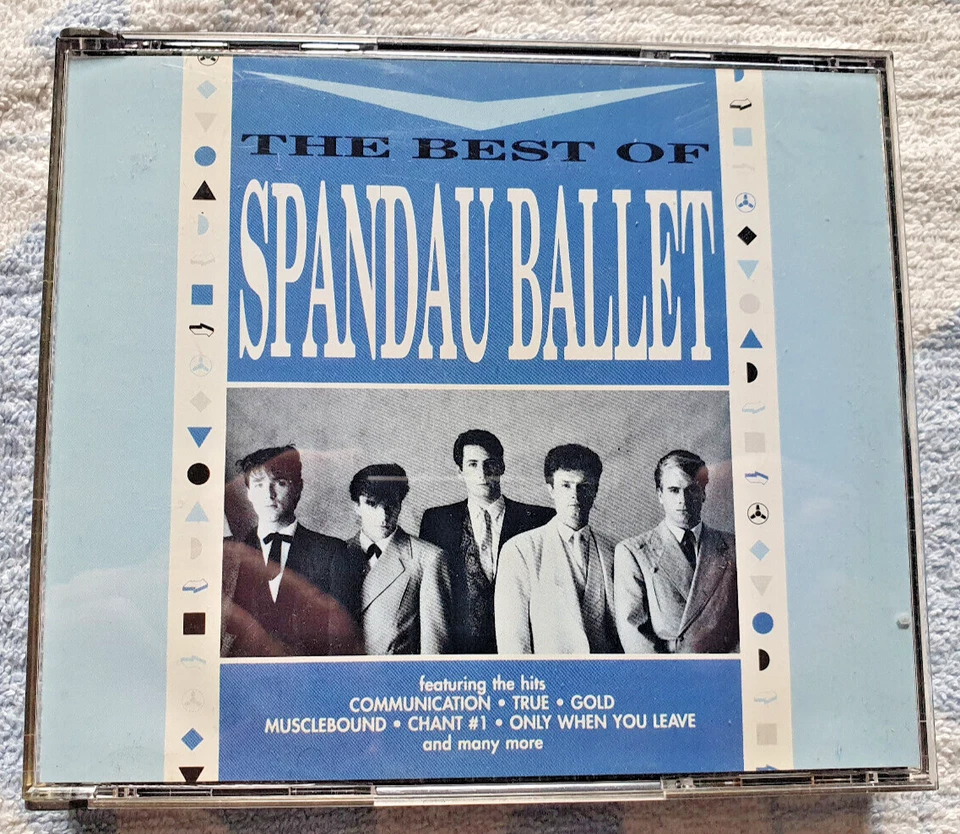 THE BEST OF
SPANDAU BALLET
featuring the hits
COMMUNICATION • TRUE • GOLD
MUSCLEBOUND • CHANT #1 • ONLY WHEN YOU LEAVE
and many more